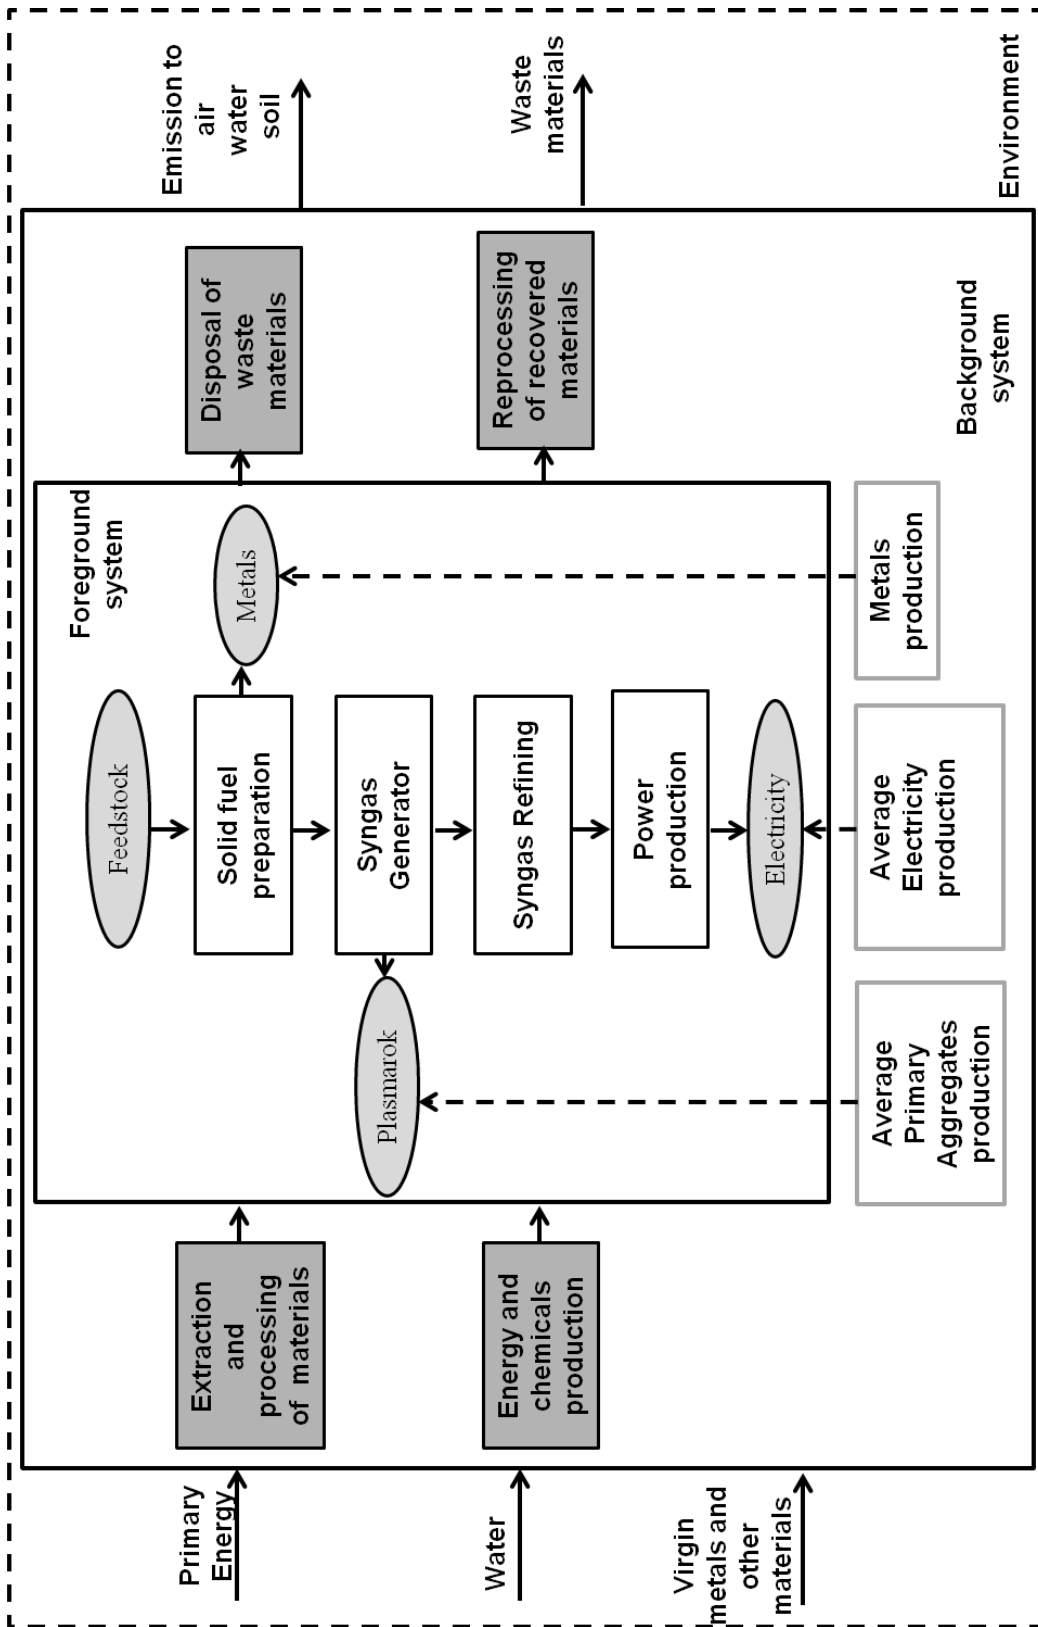 Primary
Energy
Water
Virgin
metals and
other
materials
Extraction
and
processing
of materials
Energy and
chemicals
production
Foreground
system
Feedstock
Solid fuel
preparation
Metals
Syngas
Generator
Plasmarok
Syngas Refining
Power
production
Electricity
Average
Primary
Aggregates
production
Average
Electricity
production
Metals
production
Disposal of
waste
materials
Reprocessing
of recovered
materials
Background
system
Emission to
air
water
soil
Waste
materials
Environment